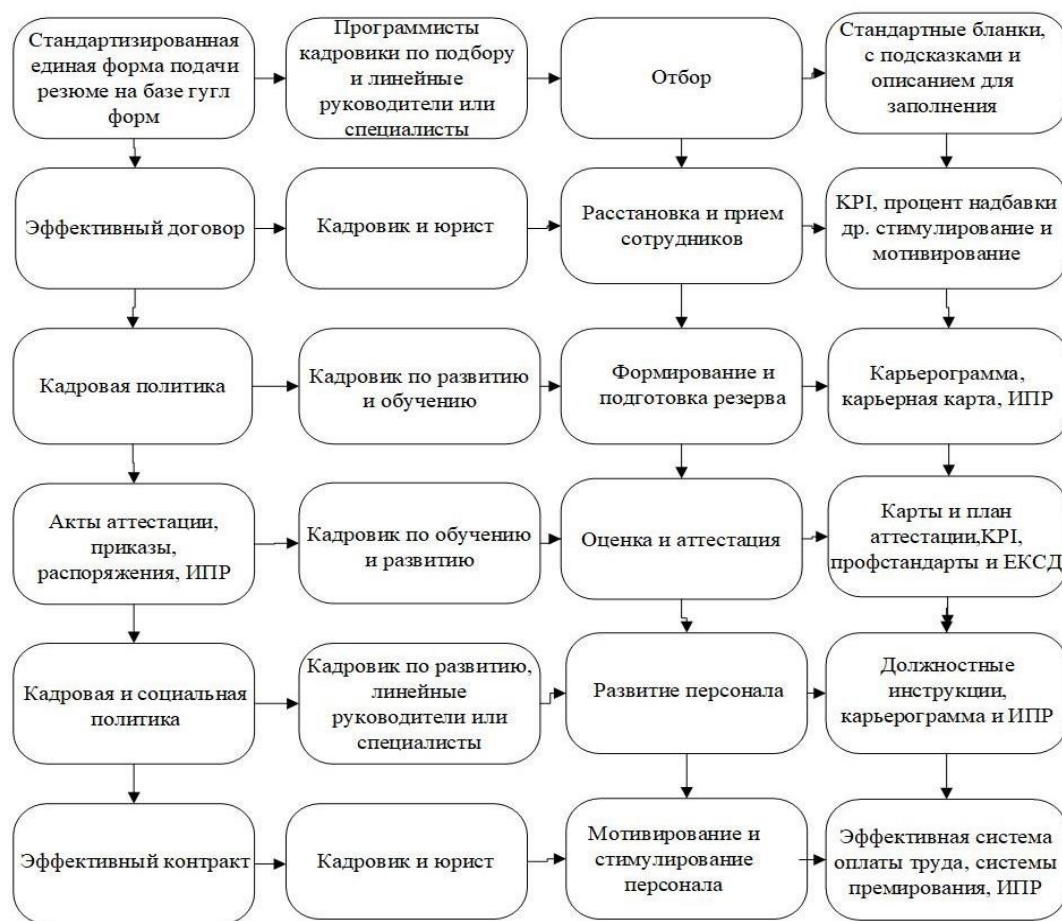 Стандартизированная
единая форма подачи
резюме на базе гугл
форм
Программисты
кадровики по подбору
и линейные
руководители или
специалисты
Отбор
Стандартные бланки,
с подсказками и
описанием для
заполнения
Эффективный договор
Кадровик и юрист
Расстановка и прием
сотрудников
KPI, процент надбавки
др. стимулирование и
мотивирование
Кадровая политика
Кадровик по развитию
и обучению
Формирование и
подготовка резерва
Карьерограмма,
карьерная карта, ИПР
Акты аттестации,
приказы,
распоряжения, ИПР
Кадровик по обучению
и развитию
Оценка и аттестация
Карты и план
аттестации,KPI,
профстандарты и ЕКСД
Кадровая и социальная
политика
Кадровик по развитию,
линейные
руководители или
специалисты
Развитие персонала
Должностные
инструкции,
карьерограмма и ИПР
Эффективный контракт
Кадровик и юрист
Мотивирование и
стимулирование
персонала
Эффективная система
оплаты труда, системы
премирования, ИПР